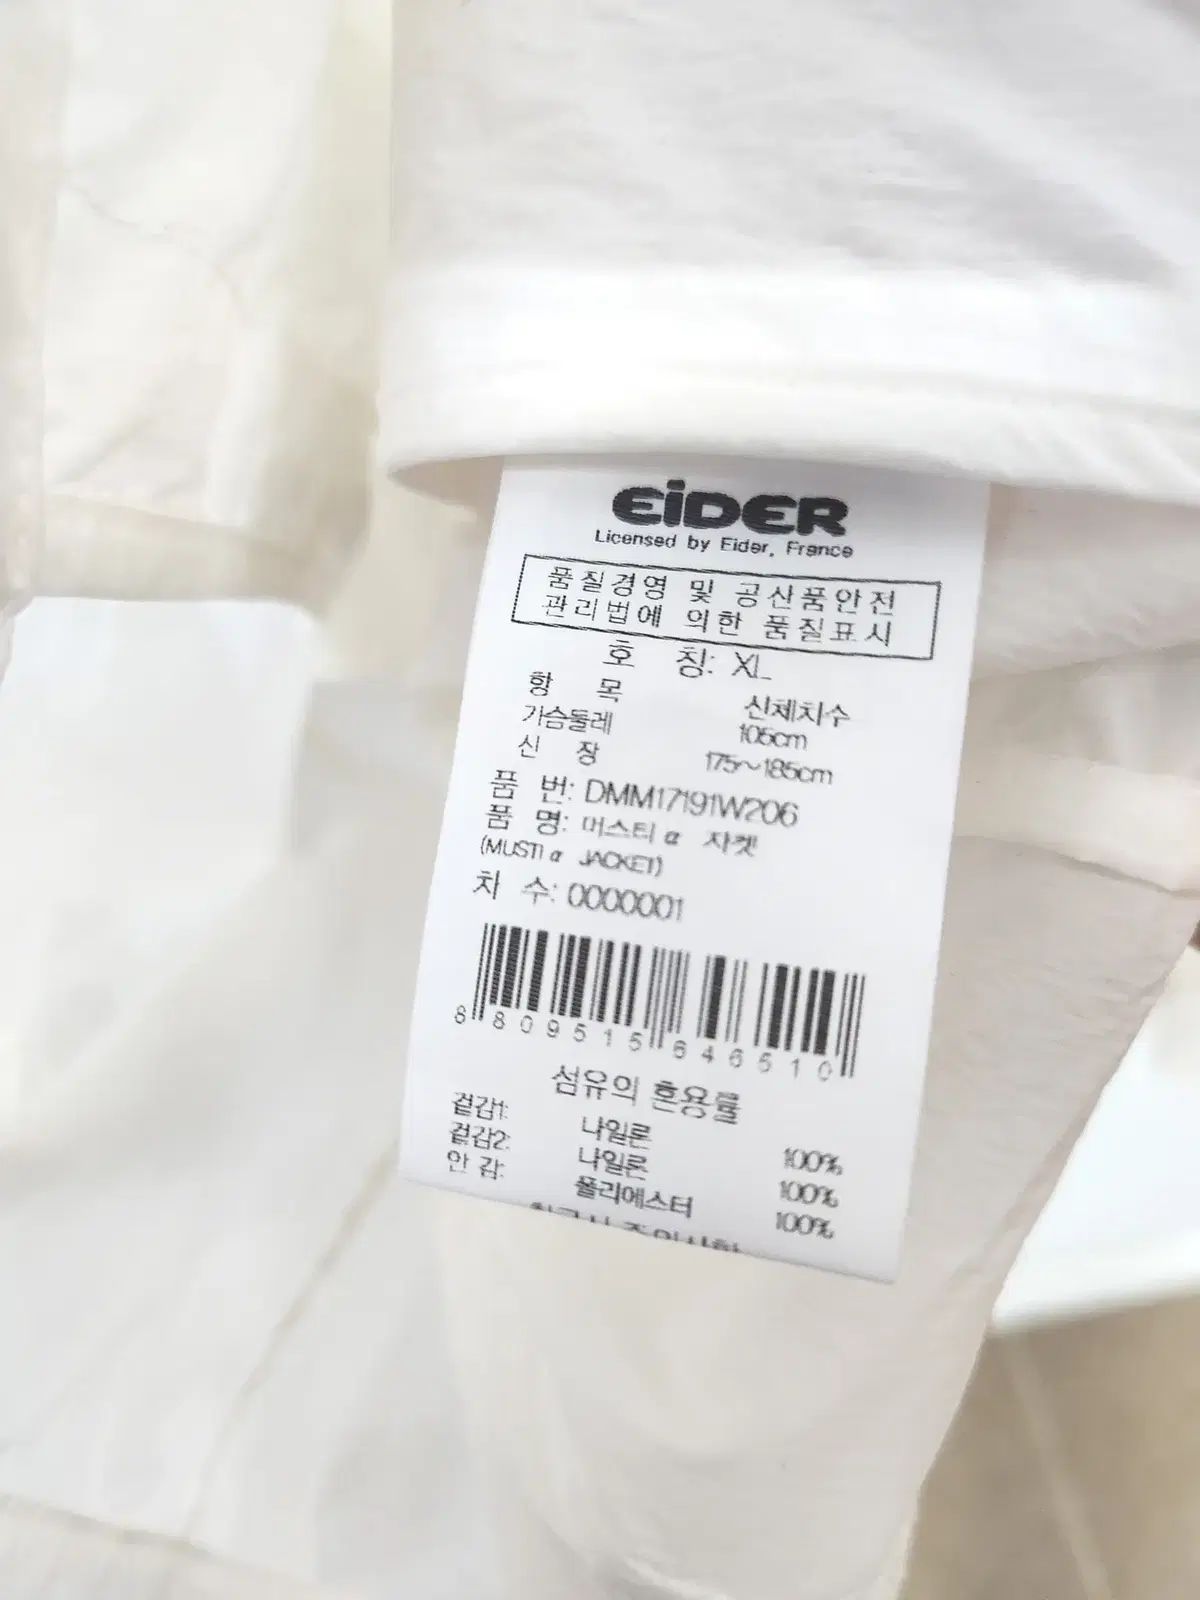 EiDER
Licensed by Eider, France
품질경영 및 공산품안전
관리법에 의한 품질표시
호 칭: XL
항 목 신체치수
가슴둘레 105cm
신 장 175~185cm
품 번: DMM17191W206
품 명: 머스티 α 자켓
(MUSTI α JACKET)
차 수: 0000001
8 809515 646510
섬유의 혼용률
겉감1: 나일론 100%
겉감2: 나일론 100%
안 감: 폴리에스터 100%